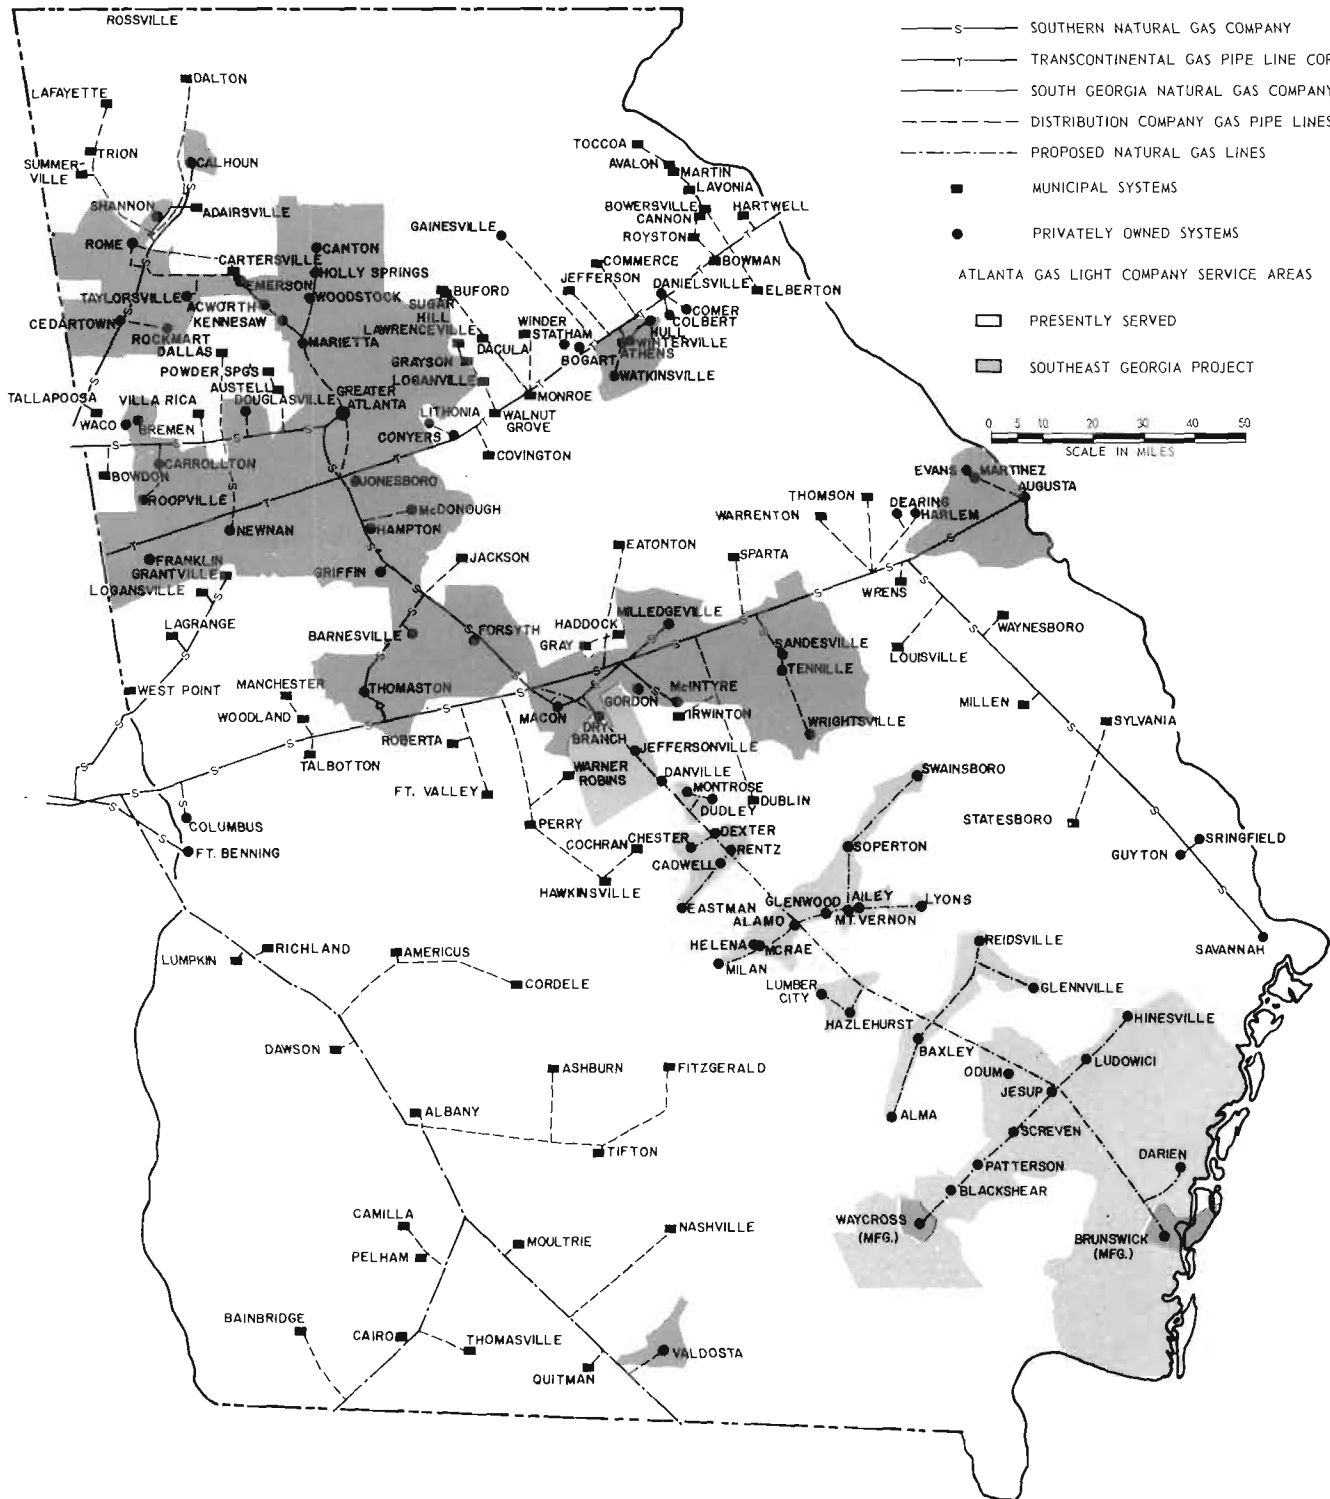 ROSSVILLE
SOUTHERN NATURAL GAS COMPANY
TRANSCONTINENTAL GAS PIPE LINE COR
SOUTH GEORGIA NATURAL GAS COMPANY
DISTRIBUTION COMPANY GAS PIPE LINES
PROPOSED NATURAL GAS LINES
MUNICIPAL SYSTEMS
PRIVATELY OWNED SYSTEMS
ATLANTA GAS LIGHT COMPANY SERVICE AREAS
PRESENTLY SERVED
SOUTHEAST GEORGIA PROJECT
0 5 10 20 30 40 50
SCALE IN MILES
DALTON
LAFAYETTE
TRION
SUMMER-
VILLE
CALHOUN
SHANNON
ADAIRSVILLE
ROME
CARTERSVILLE
EMERSON
TAYLORSVILLE
ACWORTH
KENNESAW
CEDARTOWN
ROCKMART
DALLAS
CANTON
HOLLY SPRINGS
WOODSTOCK
MARIETTA
POWDER SPG'S
AUSTELL
GREATER
ATLANTA
TALLAPOOSA
VILLA RICA
DOUGLASVILLE
WACO
BREMEN
BOWDON
CARROLLTON
ROOPVILLE
NEWNAN
FRANKLIN
GRANTVILLE
LOGANSVILLE
LAGRANGE
WEST POINT
TOCCOA
AVALON
MARTIN
LAVONIA
BOWERSVILLE
CANNON
HARTWELL
ROYSTON
BOWMAN
ELBERTON
GAINESVILLE
COMMERCE
JEFFERSON
DANIELSVILLE
COMER
COLBERT
HULL
WINTERVILLE
ATHENS
WATKINSVILLE
BUFORD
SUGAR
HILL
LAWRENCEVILLE
GRAYSON
LOGANVILLE
DACULA
WINDER
STATHAM
BOGART
MONROE
LITHONIA
CONYERS
WALNUT
GROVE
COVINGTON
JONESBORO
McDONOUGH
HAMPTON
GRIFFIN
JACKSON
EATONTON
SPARTA
EVANS
MARTINEZ
AUGUSTA
THOMSON
WARRENTON
DEARING
HARLEM
WRENS
LOUISVILLE
WAYNESBORO
MILLEN
SYLVANIA
STATESBORO
BARNESVILLE
FORSYTH
HADDOCK
GRAY
MILLEDGEVILLE
SANDESVILLE
TENNILLE
WRIGHTSVILLE
THOMASTON
MANCHESTER
WOODLAND
TALBOTTON
ROBERTA
FT. VALLEY
MACON
GORDON
McINTYRE
IRWINTON
DRY
BRANCH
JEFFERSONVILLE
WARNER
ROBINS
DANVILLE
MONTROSE
DUDLEY
DUBLIN
PERRY
COCHRAN
CHESTER
DEXTER
RENTZ
CADWELL
HAWKINSVILLE
EASTMAN
SWAINSBORO
SOPERTON
GLENWOOD
AILEY
LYONS
MT. VERNON
ALAMO
HELENA
MCRAE
MILAN
LUMBER
CITY
HAZLEHURST
REIDSVILLE
GLENNVILLE
BAXLEY
ALMA
GUYTON
SRINGFIELD
SAVANNAH
HINESVILLE
LUDOWICI
ODUM
JESUP
SCREVEN
PATTERSON
BLACKSHEAR
WAYCROSS
(MFG.)
DARIEN
BRUNSWICK
(MFG.)
COLUMBUS
FT. BENNING
LUMPKIN
RICHLAND
AMERICUS
CORDELE
DAWSON
ALBANY
ASHBURN
FITZGERALD
TIFTON
CAMILLA
PELHAM
MOULTRIE
NASHVILLE
BAINBRIDGE
CAIRO
THOMASVILLE
QUITMAN
VALDOSTA